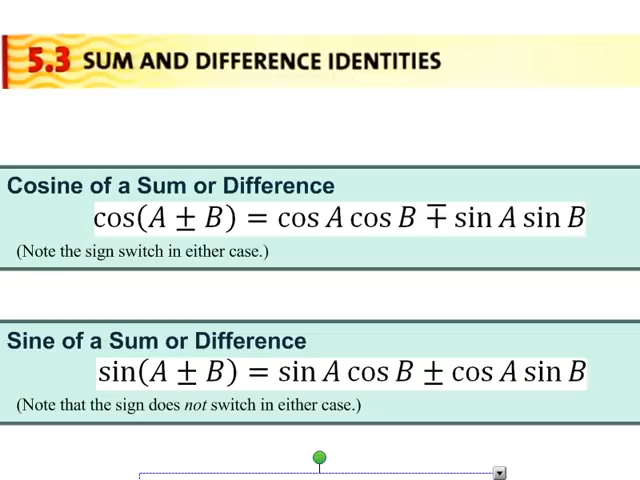 5.3 SUM AND DIFFERENCE IDENTITIES
Cosine of a Sum or Difference
cos(A ± B) = cos A cos B ∓ sin A sin B
(Note the sign switch in either case.)
Sine of a Sum or Difference
sin(A ± B) = sin A cos B ± cos A sin B
(Note that the sign does not switch in either case.)